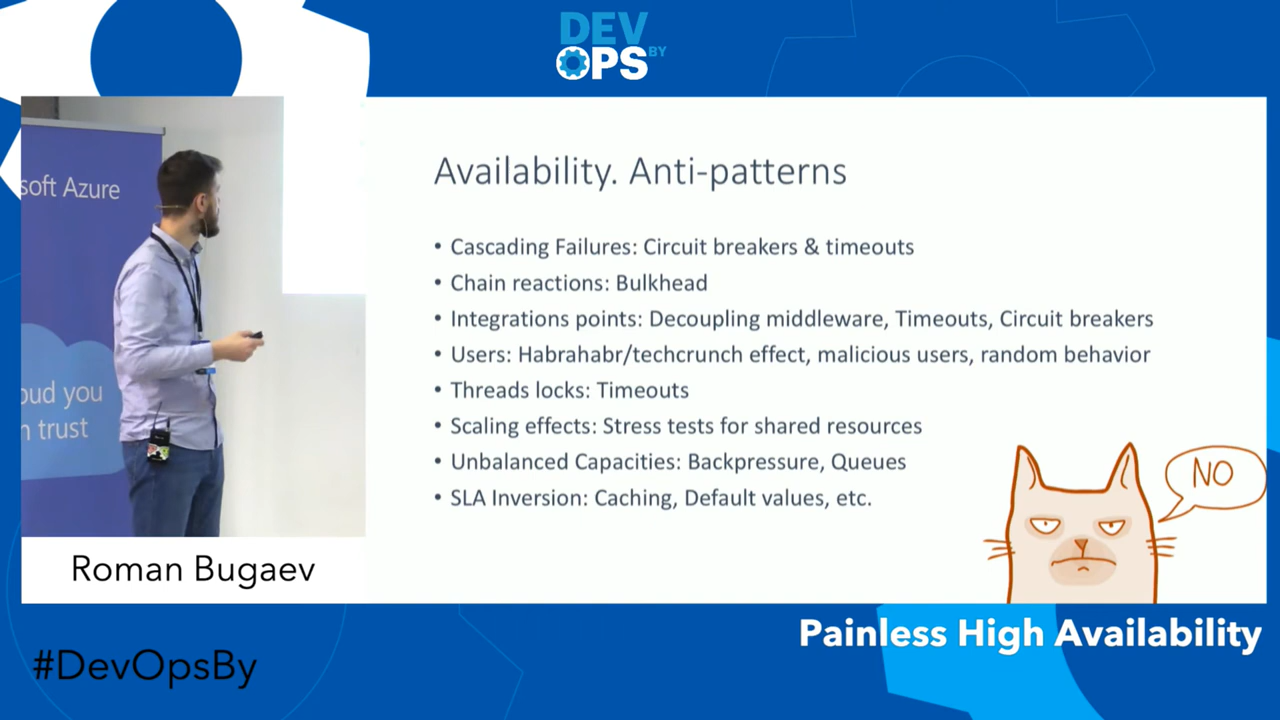 DEV
OPS BY
soft Azure
oud you
n trust
Availability. Anti-patterns
• Cascading Failures: Circuit breakers & timeouts
• Chain reactions: Bulkhead
• Integrations points: Decoupling middleware, Timeouts, Circuit breakers
• Users: Habrahabr/techcrunch effect, malicious users, random behavior
• Threads locks: Timeouts
• Scaling effects: Stress tests for shared resources
• Unbalanced Capacities: Backpressure, Queues
• SLA Inversion: Caching, Default values, etc.
NO
Roman Bugaev
Painless High Availability
#DevOpsBy